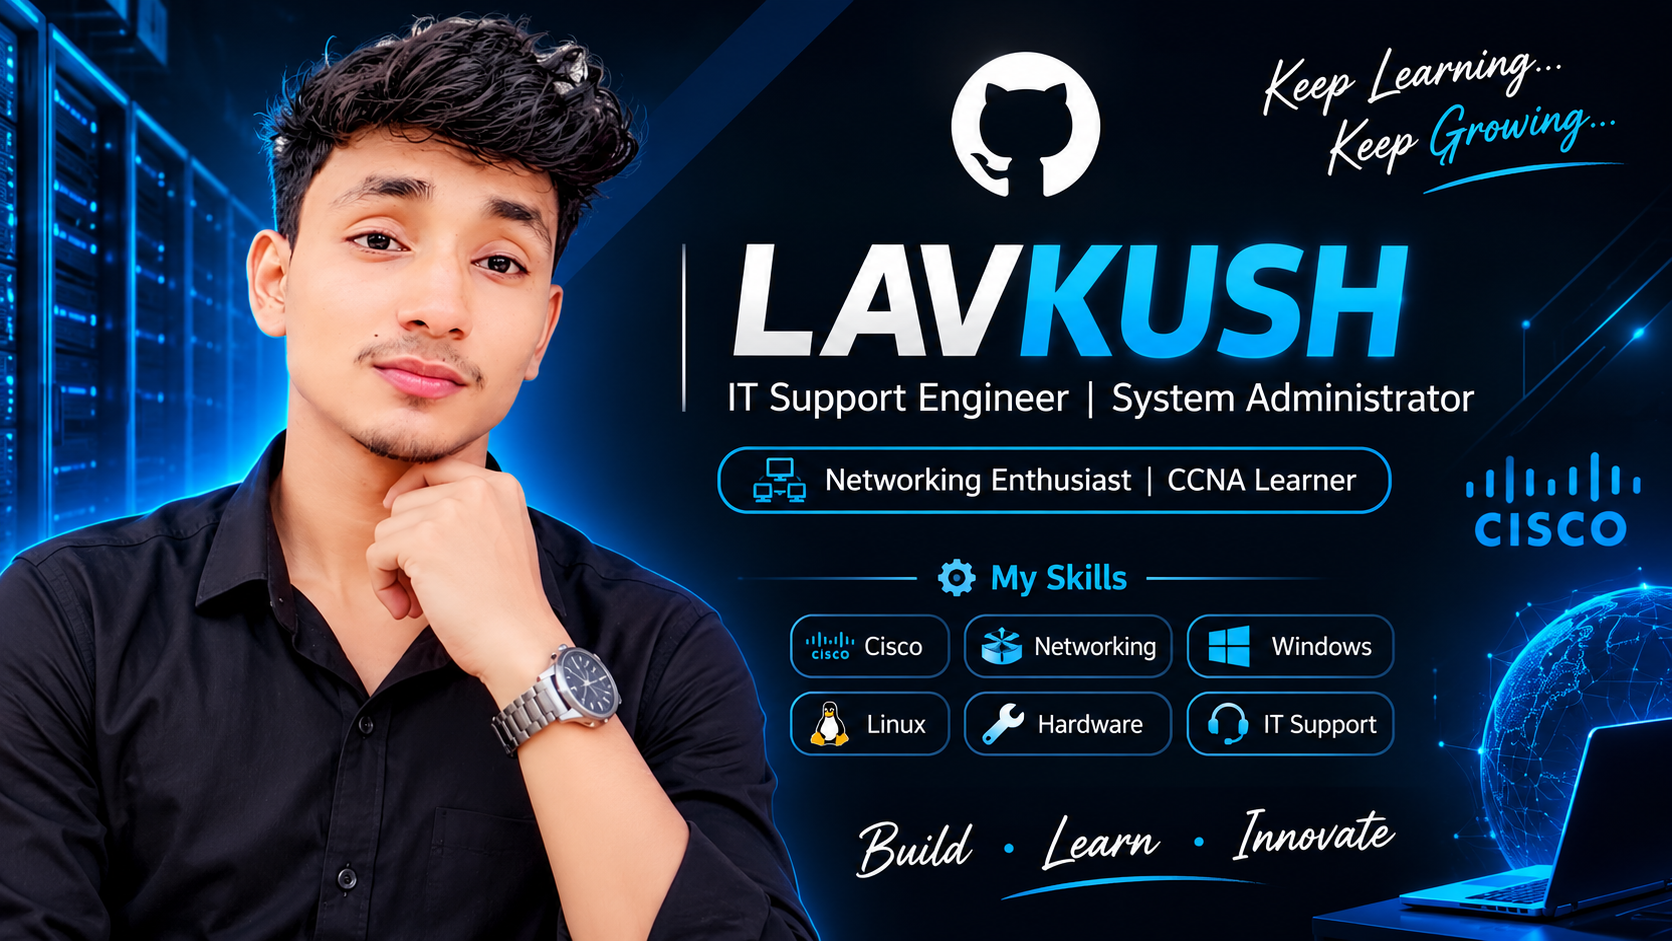 Keep Learning...
Keep Growing...
LAVKUSH
IT Support Engineer | System Administrator
Networking Enthusiast | CCNA Learner
CISCO
My Skills
CISCO Cisco
Networking
Windows
Linux
Hardware
IT Support
Build • Learn • Innovate